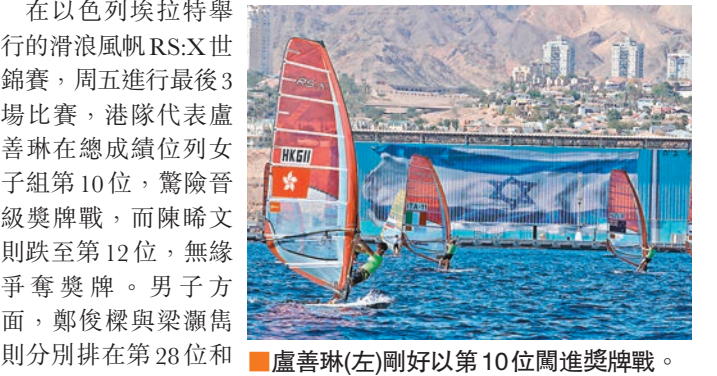 在以色列埃拉特舉
行的滑浪風帆RS:X世
錦賽，周五進行最後3
場比賽，港隊代表盧
善琳在總成績位列女
子組第10位，驚險晉
級獎牌戰，而陳晞文
則跌至第12位，無緣
爭奪獎牌。男子方
面，鄭俊樑與梁灝雋
則分別排在第28位和
RS:X
HK611
■盧善琳(左)剛好以第10位闖進獎牌戰。